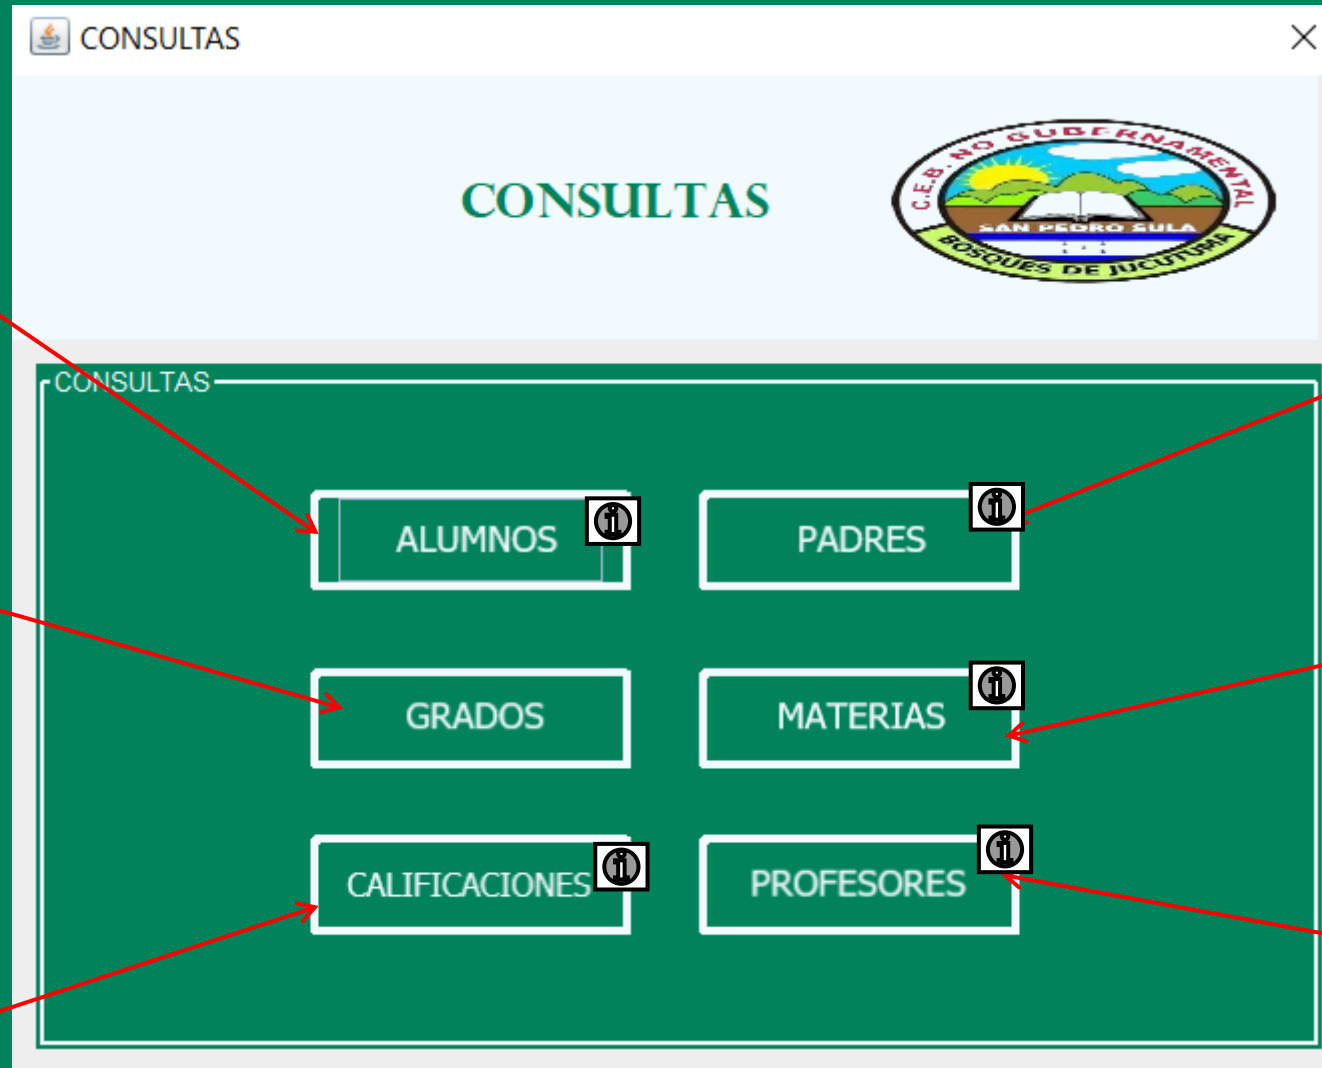 CONSULTAS
CONSULTAS
C.E.B. NO GUBERNAMENTAL
SAN PEDRO SULA
BOSQUES DE JUCUTUMA
CONSULTAS
ALUMNOS
PADRES
GRADOS
MATERIAS
CALIFICACIONES
PROFESORES